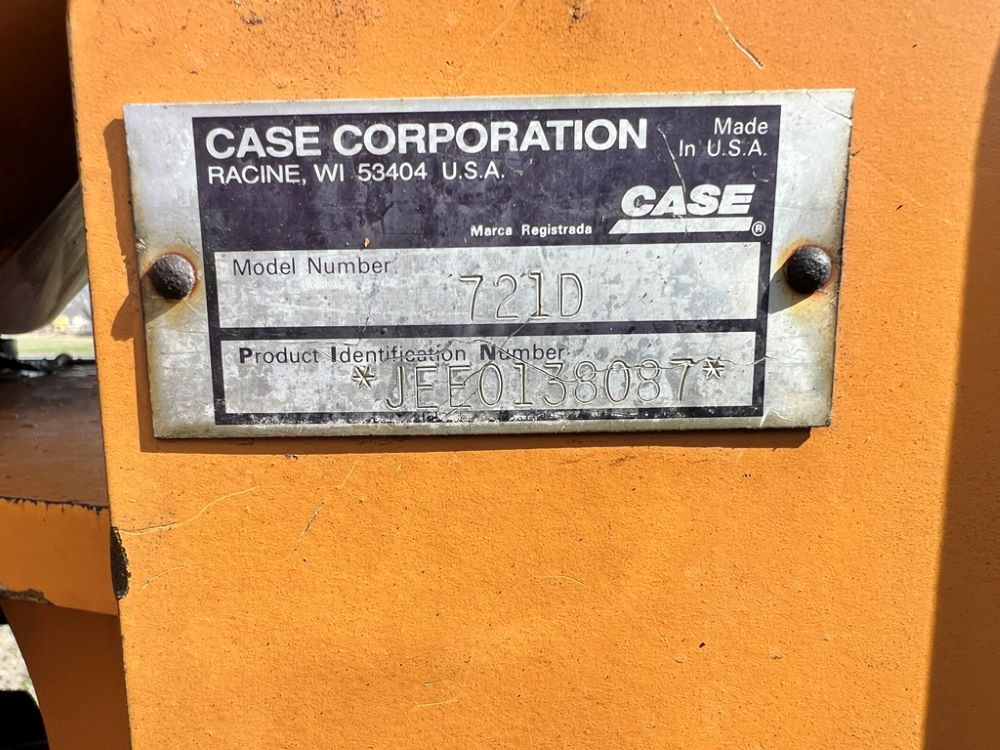 CASE CORPORATION
RACINE, WI 53404 U.S.A.
Made
In U.S.A.
CASE ®
Marca Registrada
Model Number
721D
Product Identification Number
*JEE0138087*